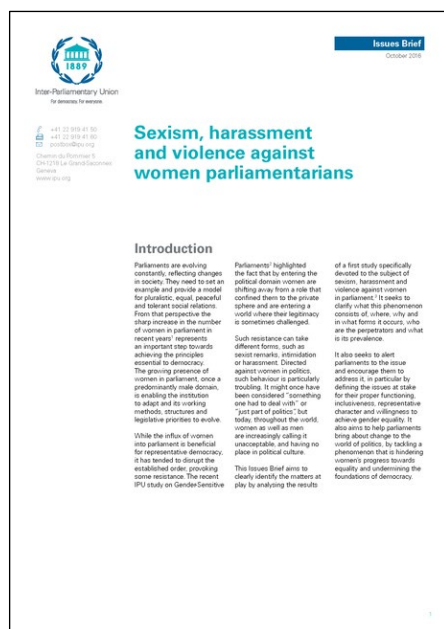 1889
Inter-Parliamentary Union
For democracy. For everyone.
Issues Brief
October 2016
+41 22 919 41 50
+41 22 919 41 60
postbox@ipu.org
Chemin du Pommier 5
CH-1218 Le Grand-Saconnex
Geneva
www.ipu.org
Sexism, harassment
and violence against
women parliamentarians
Introduction
Parliaments are evolving
constantly, reflecting changes
in society. They need to set an
example and provide a model
for pluralistic, equal, peaceful
and tolerant social relations.
From that perspective the
sharp increase in the number
of women in parliament in
recent years¹ represents
an important step towards
achieving the principles
essential to democracy.
The growing presence of
women in parliament, once a
predominantly male domain,
is enabling the institution
to adapt and its working
methods, structures and
legislative priorities to evolve.
While the influx of women
into parliament is beneficial
for representative democracy,
it has tended to disrupt the
established order, provoking
some resistance. The recent
IPU study on Gender-Sensitive
Parliaments² highlighted
the fact that by entering the
political domain women are
shifting away from a role that
confined them to the private
sphere and are entering a
world where their legitimacy
is sometimes challenged.
Such resistance can take
different forms, such as
sexist remarks, intimidation
or harassment. Directed
against women in politics,
such behaviour is particularly
troubling. It might once have
been considered “something
one had to deal with” or
“just part of politics”, but
today, throughout the world,
women as well as men
are increasingly calling it
unacceptable, and having no
place in political culture.
This Issues Brief aims to
clearly identify the matters at
play by analysing the results
of a first study specifically
devoted to the subject of
sexism, harassment and
violence against women
in parliament.³ It seeks to
clarify what this phenomenon
consists of, where, why and
in what forms it occurs, who
are the perpetrators and what
is its prevalence.
It also seeks to alert
parliaments to the issue
and encourage them to
address it, in particular by
defining the issues at stake
for their proper functioning,
inclusiveness, representative
character and willingness to
achieve gender equality. It
also aims to help parliaments
bring about change to the
world of politics, by tackling a
phenomenon that is hindering
women’s progress towards
equality and undermining the
foundations of democracy.
1